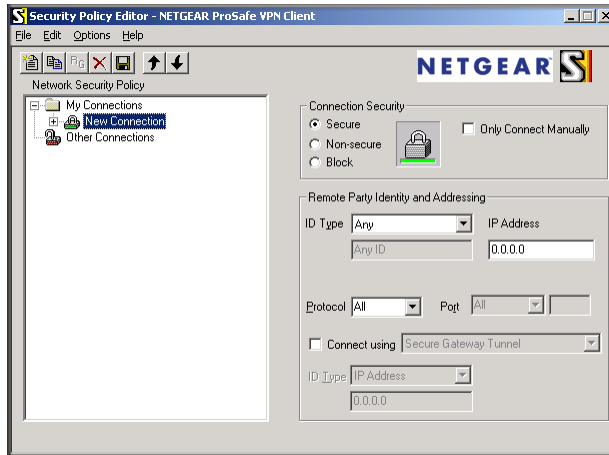 Security Policy Editor - NETGEAR ProSafe VPN Client
File Edit Options Help
NETGEAR
Network Security Policy
My Connections
New Connection
Other Connections
Connection Security
Secure
Non-secure
Block
Only Connect Manually
Remote Party Identity and Addressing
ID Type Any IP Address
Any ID 0.0.0.0
Protocol All Port All
Connect using Secure Gateway Tunnel
ID Type IP Address
0.0.0.0